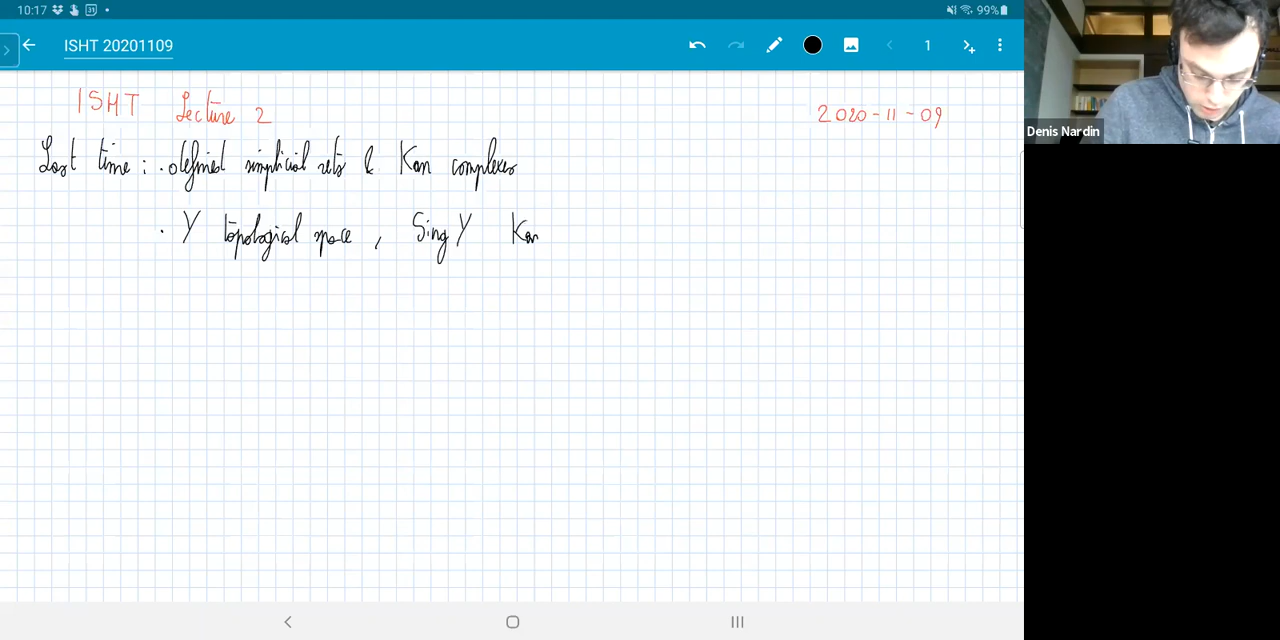 10:17 31 99%
ISHT 20201109 1
ISHT Lecture 2 2020-11-09
Last time: · defined simplicial sets & Kan complexes
· Y topological space, Sing Y Kan
Denis Nardin